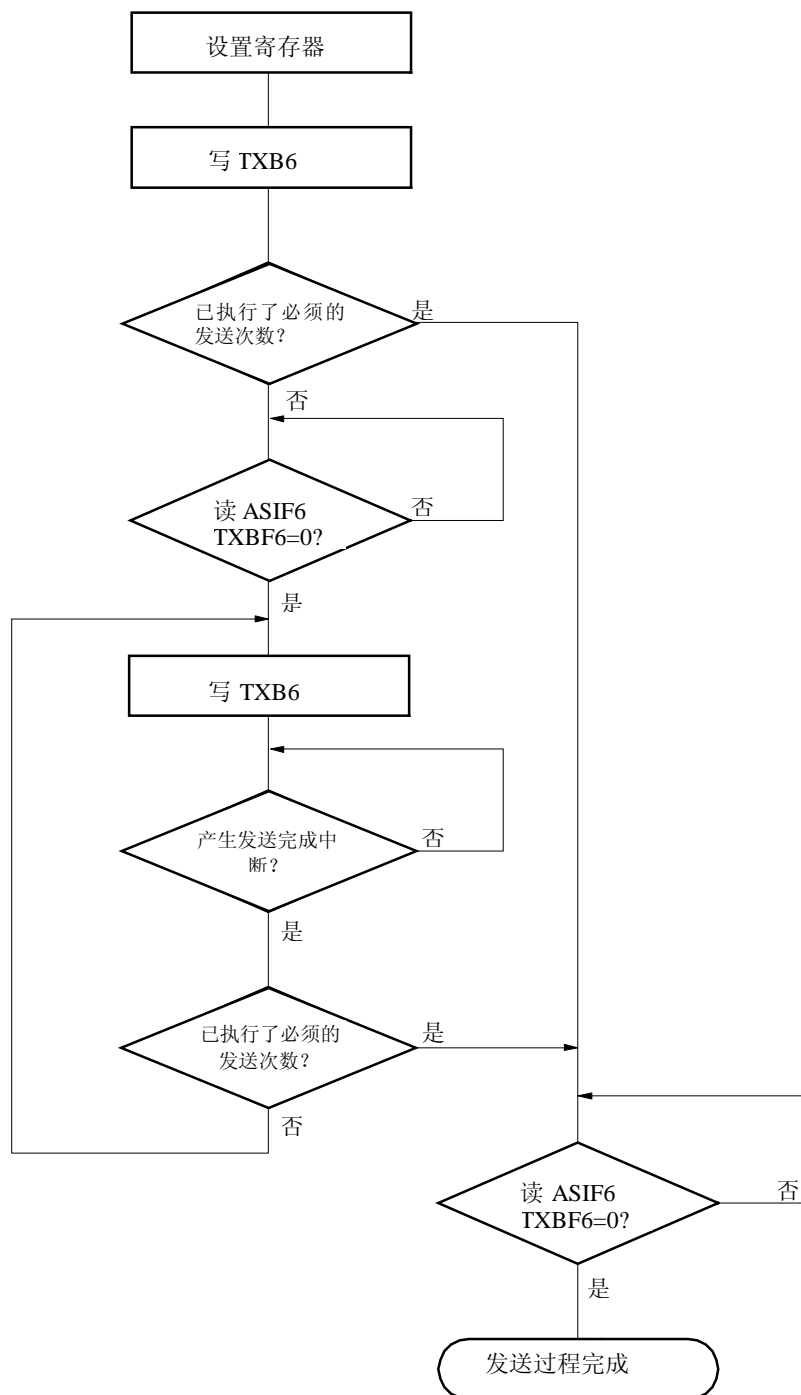 设置寄存器
写 TXB6
已执行了必须的
发送次数？
是
否
读 ASIF6
TXBF6=0?
否
是
写 TXB6
产生发送完成中
断？
否
是
已执行了必须的
发送次数？
是
否
读 ASIF6
TXBF6=0?
否
是
发送过程完成